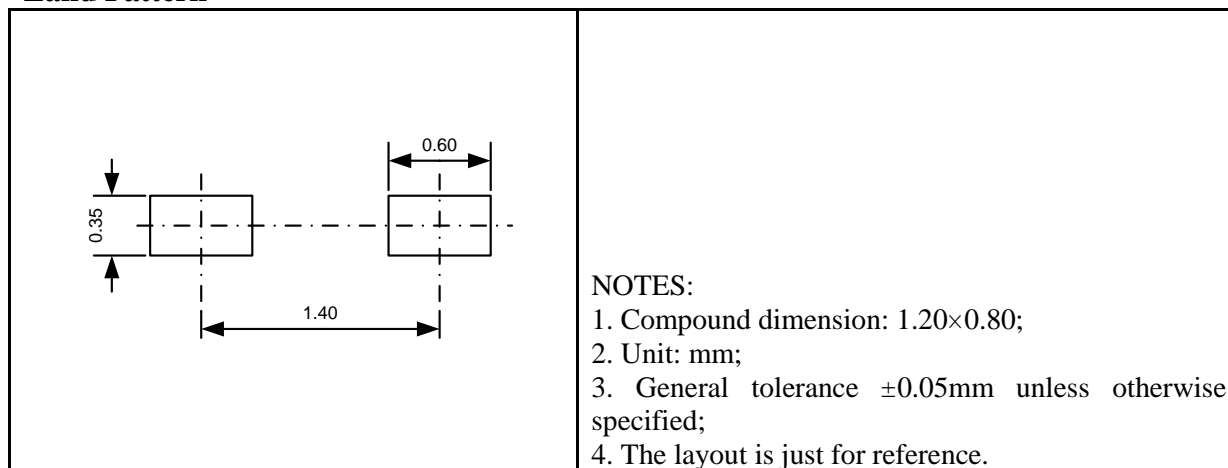 Land Pattern
0.60
0.35
1.40
NOTES:
1. Compound dimension: 1.20×0.80;
2. Unit: mm;
3. General tolerance ±0.05mm unless otherwise
specified;
4. The layout is just for reference.